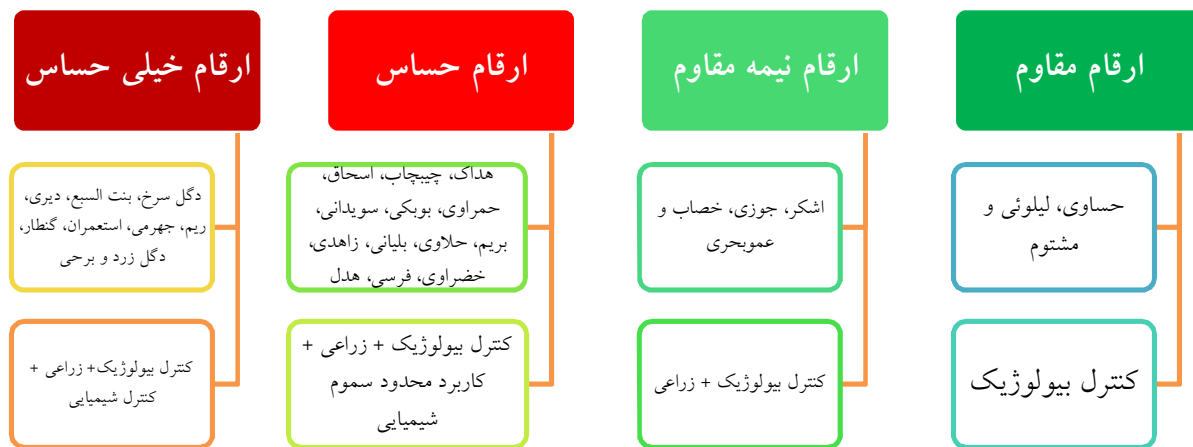 ارقام مقاوم
حساوی، لیلوئی و
مشتوم
کنترل بیولوژیک
ارقام نیمه مقاوم
اشکر، جوزی، خصاب و
عموبحری
کنترل بیولوژیک + زراعی
ارقام حساس
هداک، چیبچاب، اسحاق،
حمراوی، بوبکی، سویدانی،
بریم، حلاوی، بلیانی، زاهدی،
خضراوی، فرسی، هدل
کنترل بیولوژیک + زراعی +
کاربرد محدود سموم
شیمیایی
ارقام خیلی حساس
دگل سرخ، بنت السبع، دیری،
ریم، جهرمی، استعمران، گنطار،
دگل زرد و برحی
کنترل بیولوژیک+ زراعی +
کنترل شیمیایی